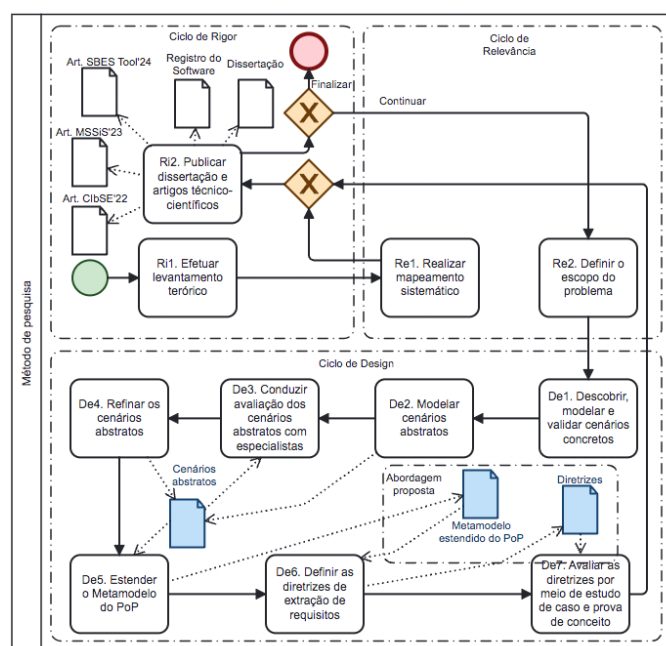 Método de pesquisa
Ciclo de Rigor
Ciclo de
Relevância
Art. SBES Tool'24
Registro do
Software
Dissertação
Finalizar
Continuar
Art. MSSiS'23
Art. CIbSE'22
Ri2. Publicar
dissertação e
artigos técnico-
científicos
X
X
Ri1. Efetuar
levantamento
terórico
Re1. Realizar
mapeamento
sistemático
Re2. Definir o
escopo do
problema
Ciclo de Design
De4. Refinar os
cenários
abstratos
De3. Conduzir
avaliação dos
cenários
abstratos com
especialistas
De2. Modelar
cenários
abstratos
De1. Descobrir,
modelar e
validar cenários
concretos
Cenários
abstratos
Abordagem
proposta
Metamodelo
estendido do PoP
Diretrizes
De5. Estender
o Metamodelo
do PoP
De6. Definir as
diretrizes de
extração de
requisitos
De7. Avaliar as
diretrizes por
meio de estudo
de caso e prova
de conceito